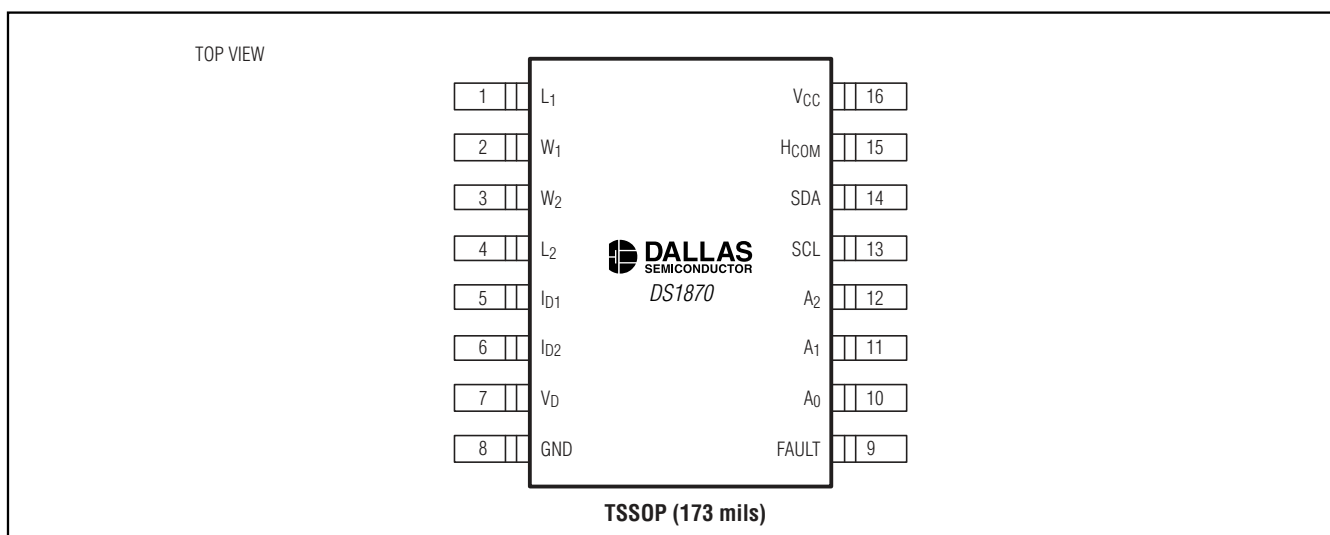 TOP VIEW
1 L1 VCC 16
2 W1 HCOM 15
3 W2 SDA 14
4 L2 SCL 13
DALLAS
SEMICONDUCTOR
DS1870
5 ID1 A2 12
6 ID2 A1 11
7 VD A0 10
8 GND FAULT 9
TSSOP (173 mils)